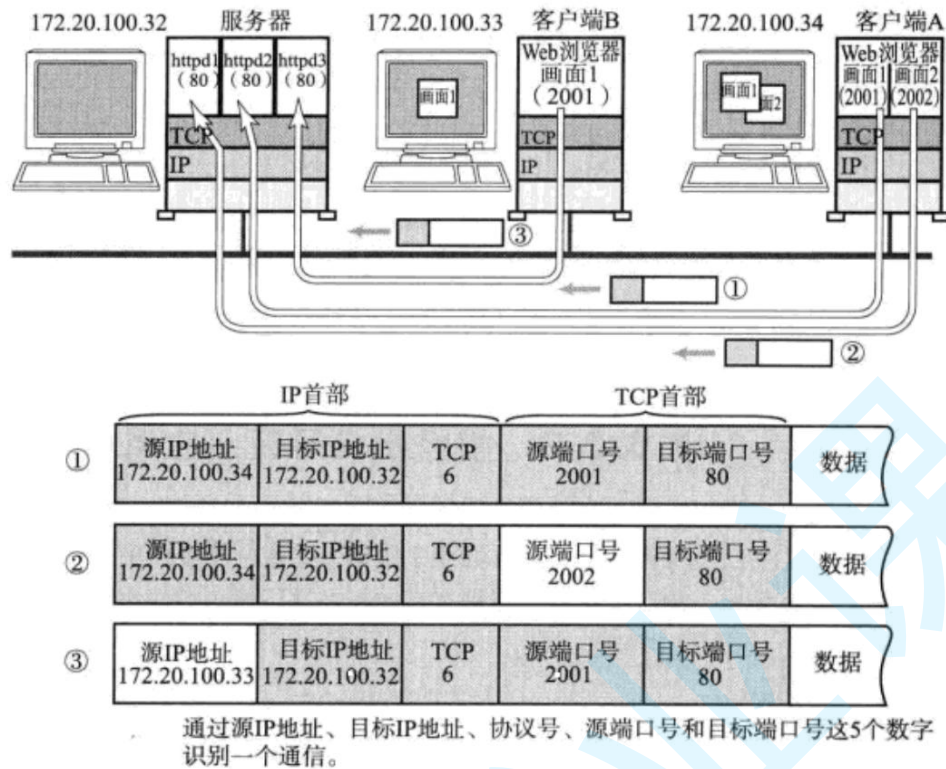 172.20.100.32
服务器
172.20.100.33
客户端B
172.20.100.34
客户端A
httpd1 httpd2 httpd3
(80) (80) (80)
TCP
IP
画面1
Web浏览器
画面1
(2001)
TCP
IP
画面1
面2
Web浏览器
画面1 画面2
(2001) (2002)
TCP
IP
③
①
②
IP首部
TCP首部
①
源IP地址
172.20.100.34
目标IP地址
172.20.100.32
TCP
6
源端口号
2001
目标端口号
80
数据
②
源IP地址
172.20.100.34
目标IP地址
172.20.100.32
TCP
6
源端口号
2002
目标端口号
80
数据
③
源IP地址
172.20.100.33
目标IP地址
172.20.100.32
TCP
6
源端口号
2001
目标端口号
80
数据
通过源IP地址、目标IP地址、协议号、源端口号和目标端口号这5个数字
识别一个通信。